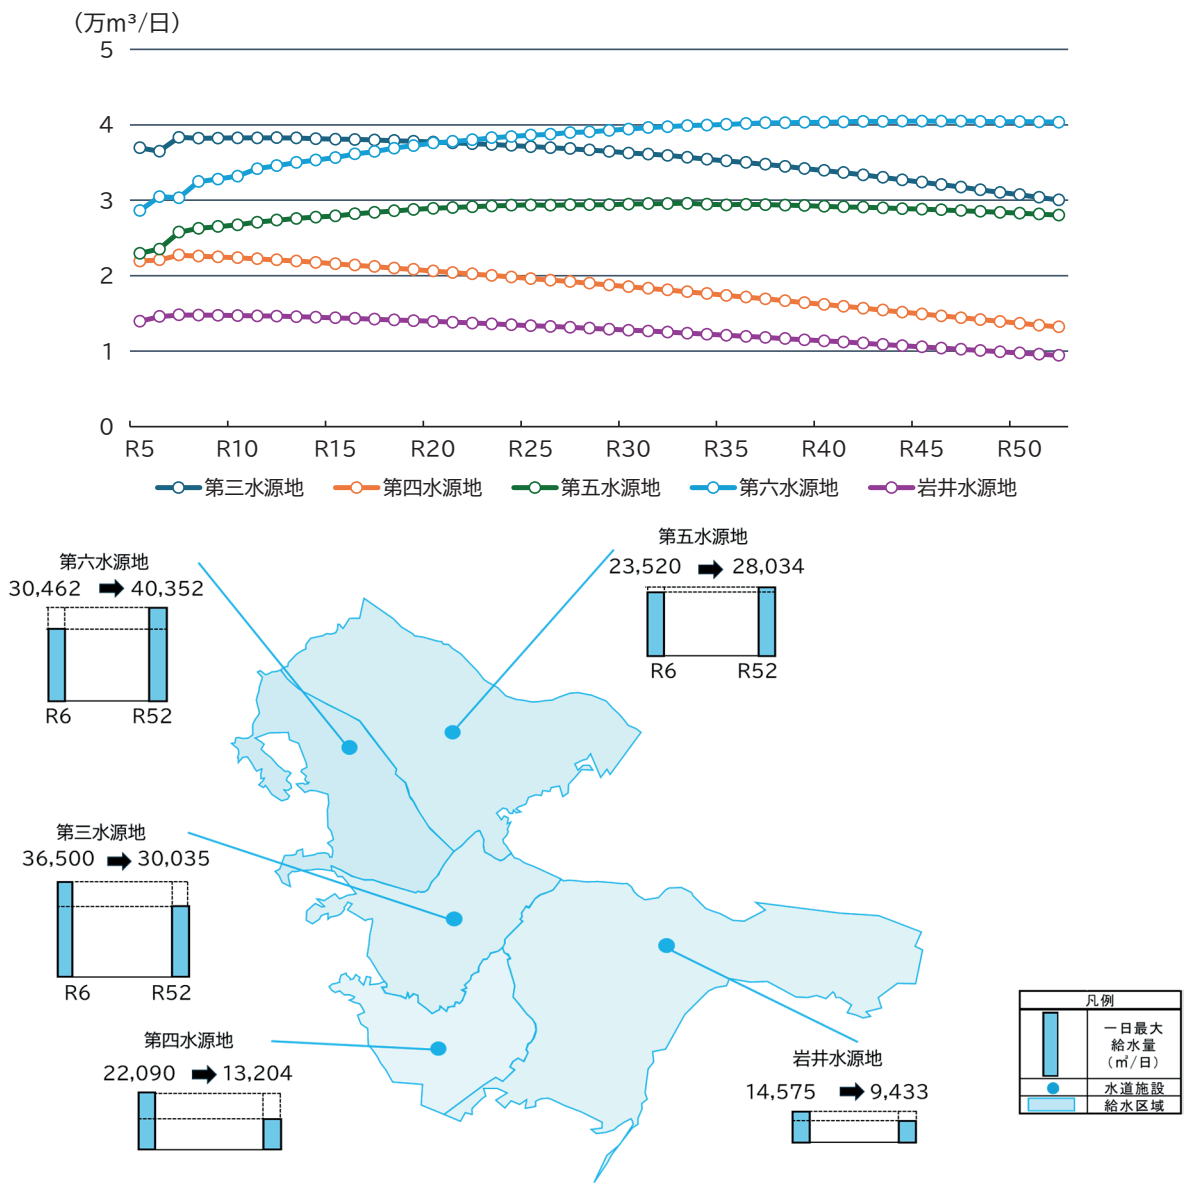 （万m³/日）
5
4
3
2
1
0
R5 R10 R15 R20 R25 R30 R35 R40 R45 R50
第三水源地 第四水源地 第五水源地 第六水源地 岩井水源地
第六水源地
30,462 40,352
R6 R52
第五水源地
23,520 28,034
R6 R52
第三水源地
36,500 30,035
R6 R52
第四水源地
22,090 13,204
岩井水源地
14,575 9,433
凡例
一日最大
給水量
（㎥/日）
水道施設
給水区域